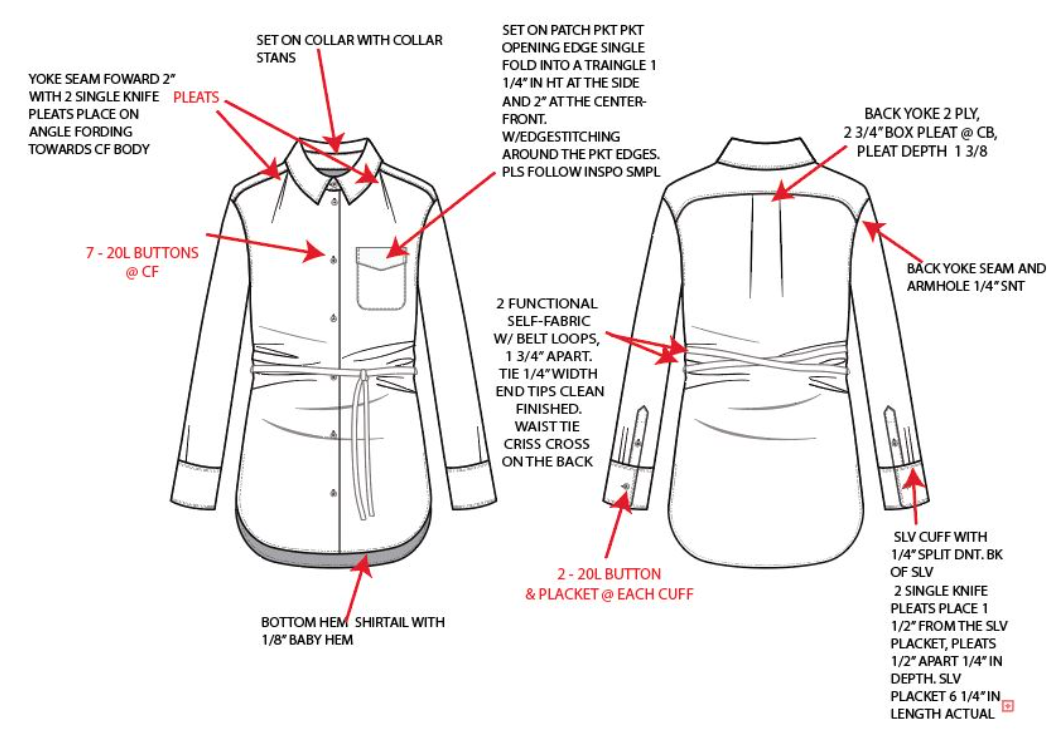 SET ON COLLAR WITH COLLAR
STANS
YOKE SEAM FOWARD 2"
WITH 2 SINGLE KNIFE
PLEATS PLACE ON
ANGLE FORDING
TOWARDS CF BODY
PLEATS
SET ON PATCH PKT PKT
OPENING EDGE SINGLE
FOLD INTO A TRAINGLE 1
1/4" IN HT AT THE SIDE
AND 2" AT THE CENTER-
FRONT.
W/EDGESTITCHING
AROUND THE PKT EDGES.
PLS FOLLOW INSPO SMPL
BACK YOKE 2 PLY,
2 3/4" BOX PLEAT @ CB,
PLEAT DEPTH 1 3/8
7 - 20L BUTTONS
@ CF
BACK YOKE SEAM AND
ARMHOLE 1/4" SNT
2 FUNCTIONAL
SELF-FABRIC
W/ BELT LOOPS,
1 3/4" APART.
TIE 1/4" WIDTH
END TIPS CLEAN
FINISHED.
WAIST TIE
CRISS CROSS
ON THE BACK
SLV CUFF WITH
1/4" SPLIT DNT. BK
OF SLV
2 SINGLE KNIFE
PLEATS PLACE 1
1/2" FROM THE SLV
PLACKET, PLEATS
1/2" APART 1/4" IN
DEPTH. SLV
PLACKET 6 1/4" IN
LENGTH ACTUAL
2 - 20L BUTTON
& PLACKET @ EACH CUFF
BOTTOM HEM SHIRTAIL WITH
1/8" BABY HEM